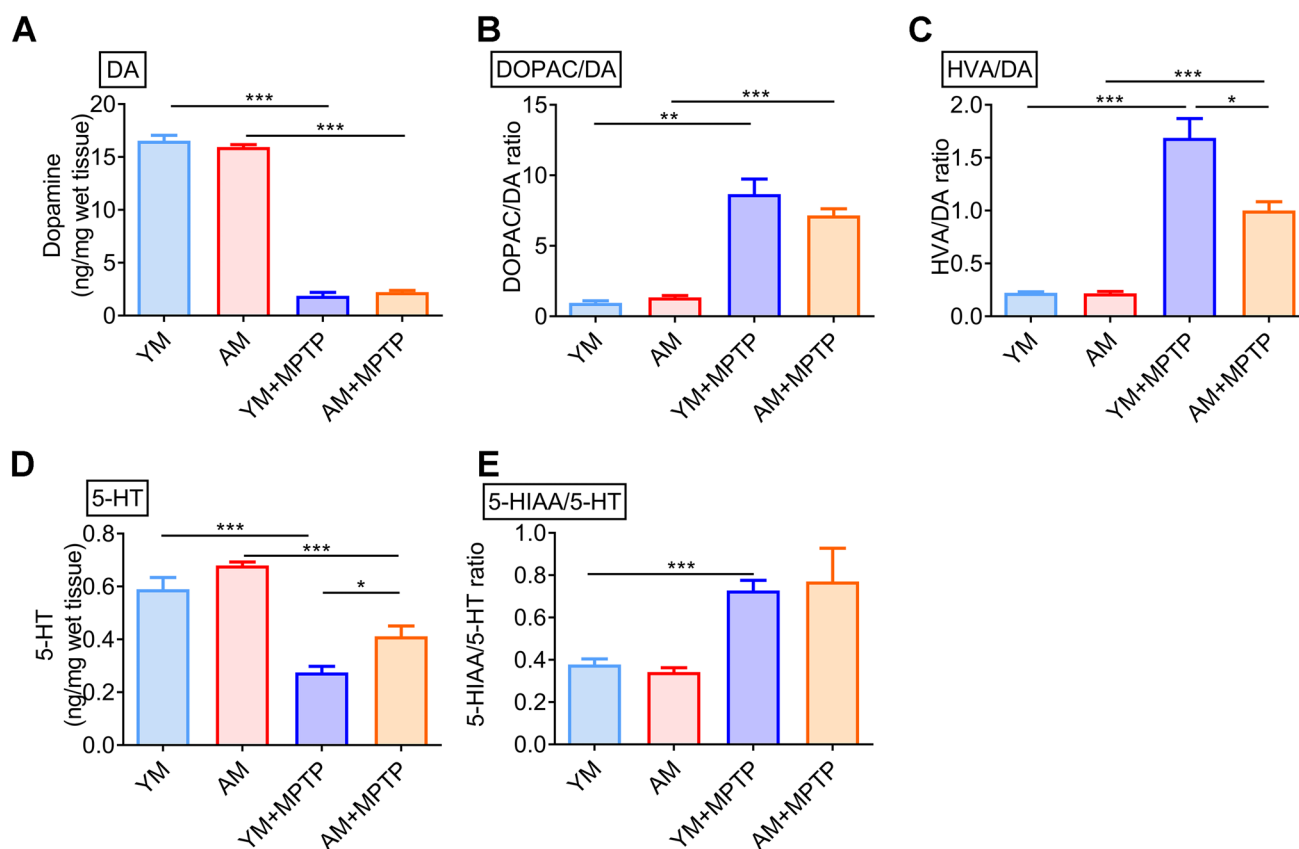 A
DA
***
***
20
15
10
5
0
Dopamine
(ng/mg wet tissue)
YM
AM
YM+MPTP
AM+MPTP
B
DOPAC/DA
***
**
15
10
5
0
DOPAC/DA ratio
YM
AM
YM+MPTP
AM+MPTP
C
HVA/DA
***
***
*
2.0
1.5
1.0
0.5
0.0
HVA/DA ratio
YM
AM
YM+MPTP
AM+MPTP
D
5-HT
***
***
*
0.8
0.6
0.4
0.2
0.0
5-HT
(ng/mg wet tissue)
YM
AM
YM+MPTP
AM+MPTP
E
5-HIAA/5-HT
***
1.0
0.8
0.6
0.4
0.2
0.0
5-HIAA/5-HT ratio
YM
AM
YM+MPTP
AM+MPTP